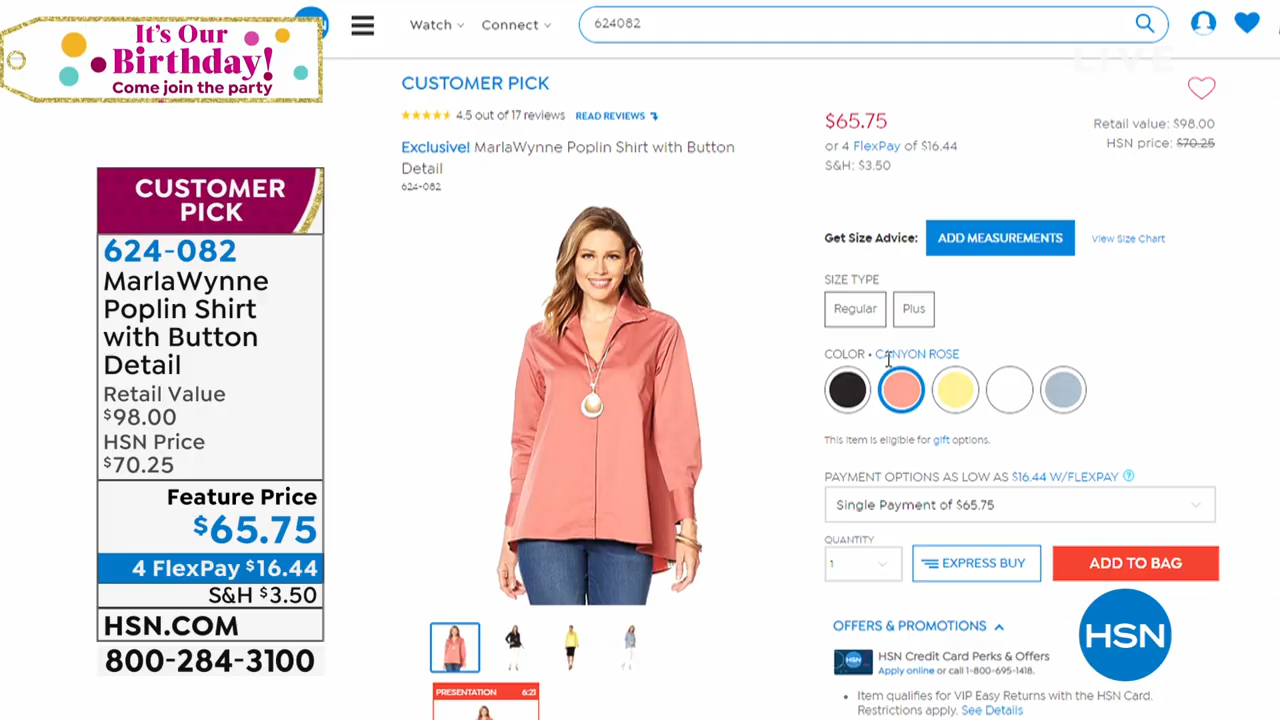 It's Our
Birthday!
Come join the party
CUSTOMER
PICK
624-082
MarlaWynne
Poplin Shirt
with Button
Detail
Retail Value
$98.00
HSN Price
$70.25
Feature Price
$65.75
4 FlexPay $16.44
S&H $3.50
HSN.COM
800-284-3100
Watch
Connect
624082
LIVE
CUSTOMER PICK
4.5 out of 17 reviews READ REVIEWS
Exclusive! MarlaWynne Poplin Shirt with Button
Detail
624-082
PRESENTATION 6:21
$65.75
or 4 FlexPay of $16.44
S&H: $3.50
Retail value: $98.00
HSN price: $70.25
Get Size Advice: ADD MEASUREMENTS View Size Chart
SIZE TYPE
Regular Plus
COLOR • CANYON ROSE
This item is eligible for gift options.
PAYMENT OPTIONS AS LOW AS $16.44 W/FLEXPAY ?
Single Payment of $65.75
QUANTITY
1
EXPRESS BUY
ADD TO BAG
OFFERS & PROMOTIONS
HSN Credit Card Perks & Offers
Apply online or call 1-800-695-1418.
• Item qualifies for VIP Easy Returns with the HSN Card.
Restrictions apply. See Details
HSN